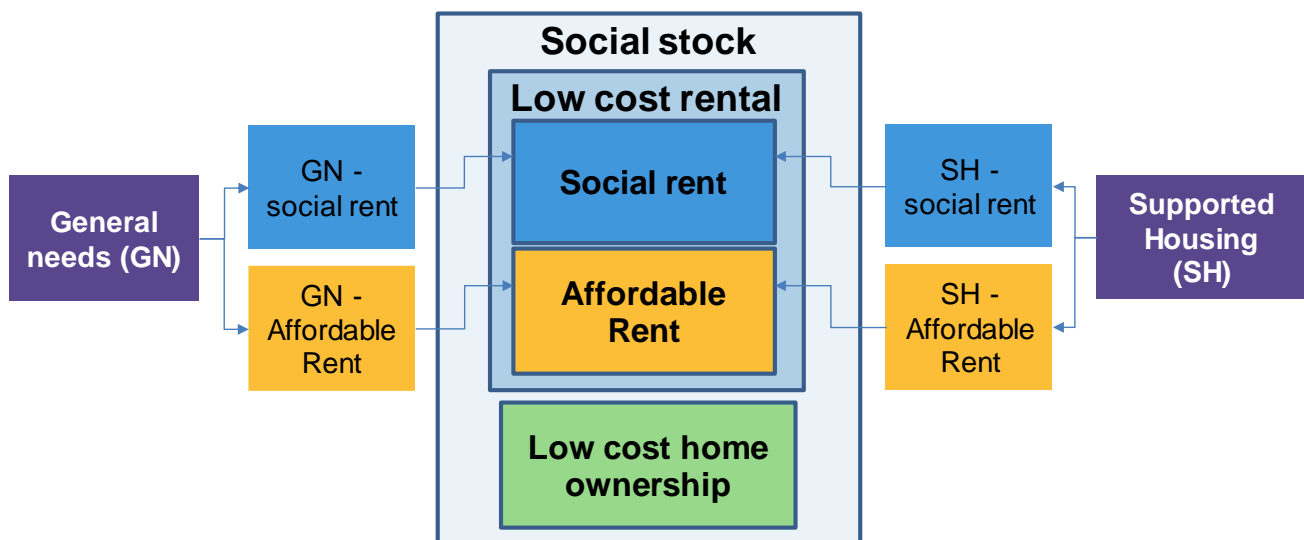 Social stock
Low cost rental
Social rent
Affordable
Rent
Low cost home
ownership
General
needs (GN)
GN -
social rent
GN -
Affordable
Rent
SH -
social rent
SH -
Affordable
Rent
Supported
Housing
(SH)